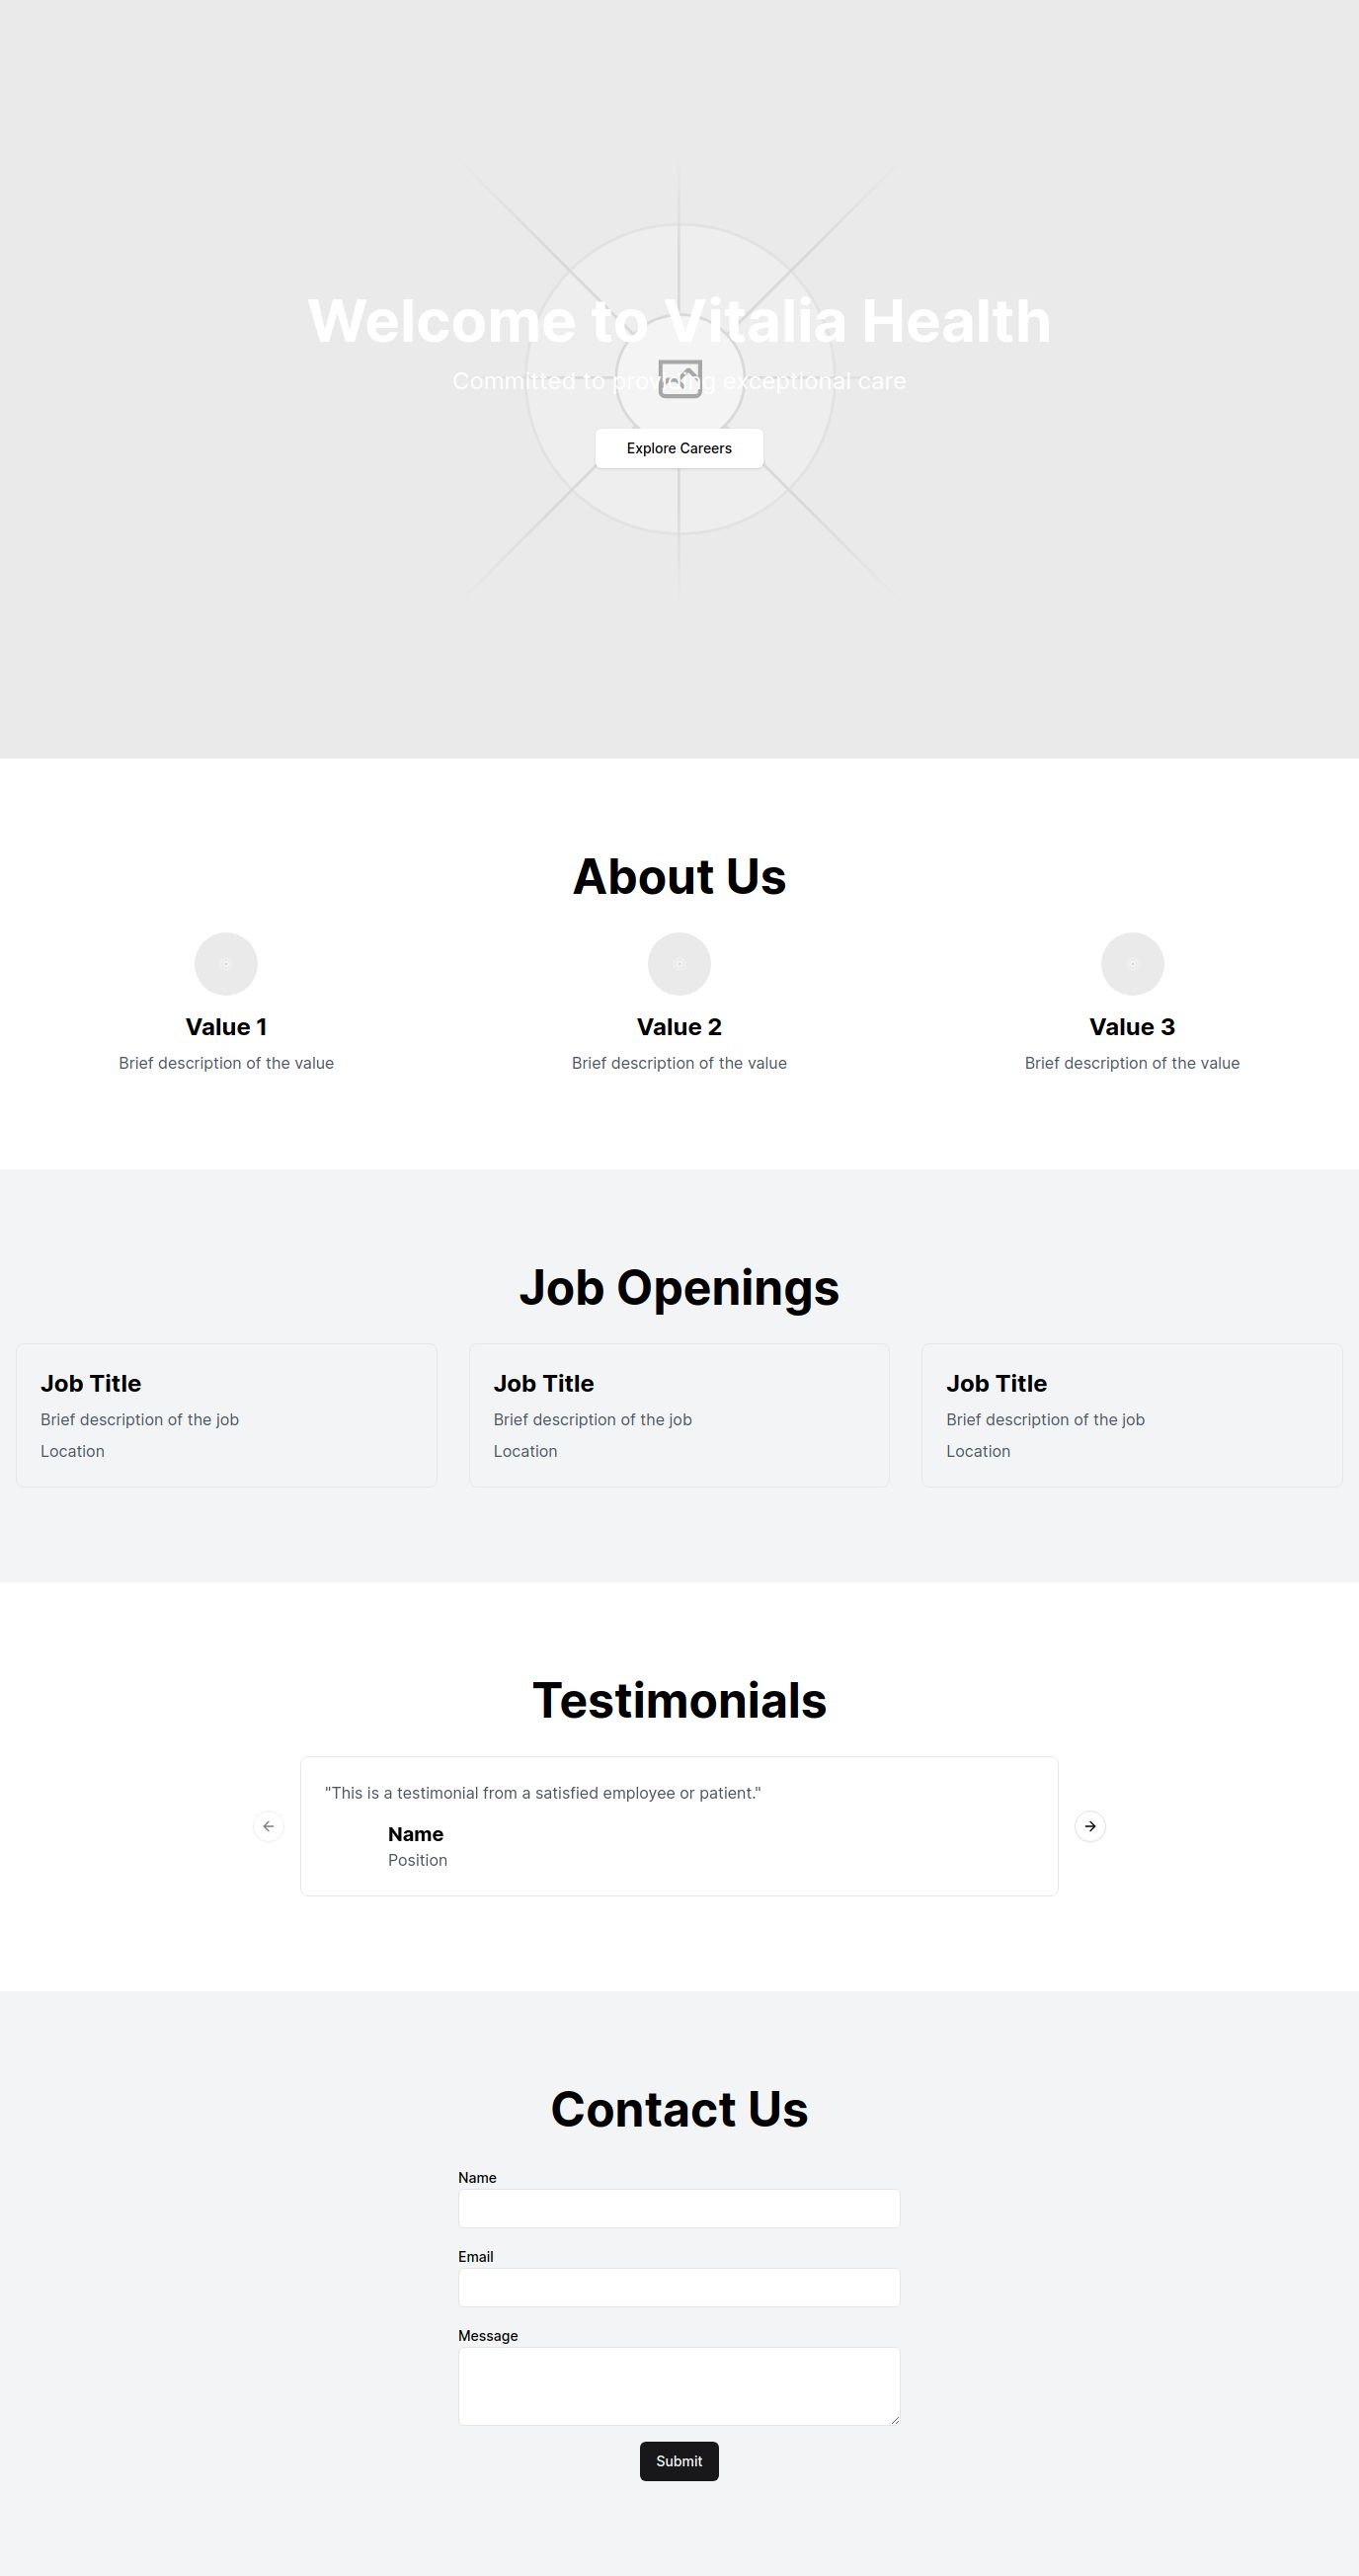 Welcome to Vitalia Health
Committed to providing exceptional care
Explore Careers
About Us
Value 1
Brief description of the value
Value 2
Brief description of the value
Value 3
Brief description of the value
Job Openings
Job Title
Brief description of the job
Location
Job Title
Brief description of the job
Location
Job Title
Brief description of the job
Location
Testimonials
"This is a testimonial from a satisfied employee or patient."
Name
Position
Contact Us
Name
Email
Message
Submit